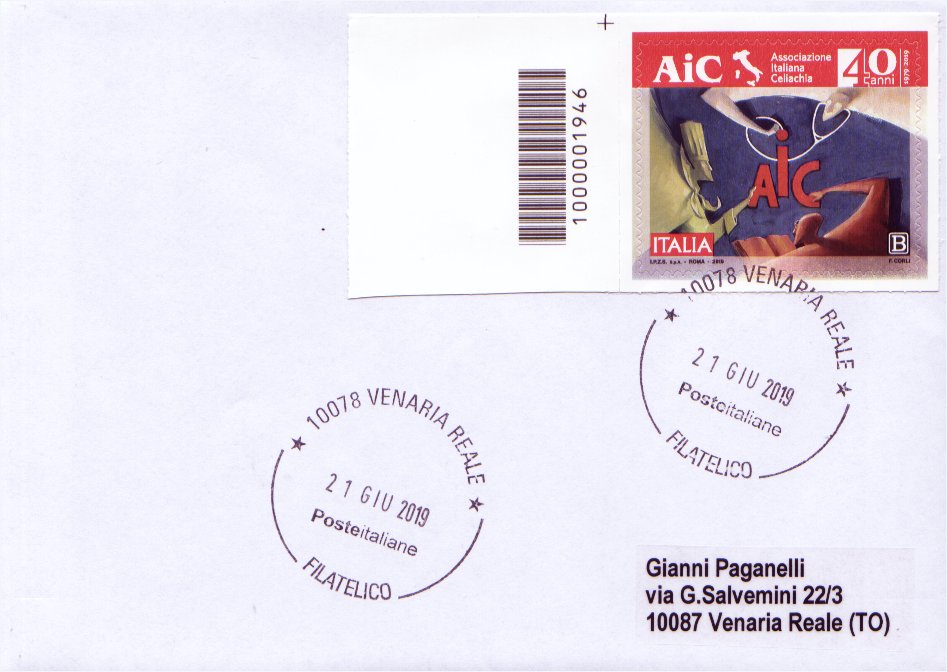 1000001946
AiC
Associazione
Italiana
Celiachia
40
anni
1979-2019
AiC
ITALIA
B
I.P.Z.S. S.p.A. - ROMA - 2019
F. CORLI
10078 VENARIA REALE
21 GIU 2019
Posteitaliane
FILATELICO
10078 VENARIA REALE
21 GIU 2019
Posteitaliane
FILATELICO
Gianni Paganelli
via G.Salvemini 22/3
10087 Venaria Reale (TO)